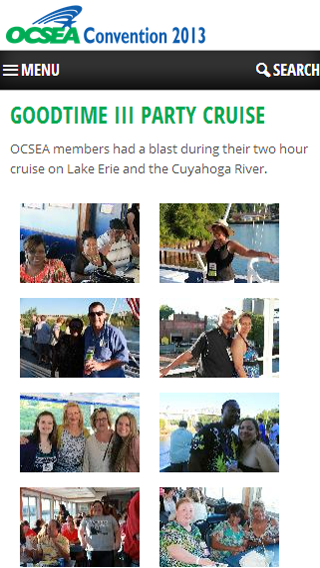 OCSEA Convention 2013
MENU
SEARCH
GOODTIME III PARTY CRUISE
OCSEA members had a blast during their two hour
cruise on Lake Erie and the Cuyahoga River.